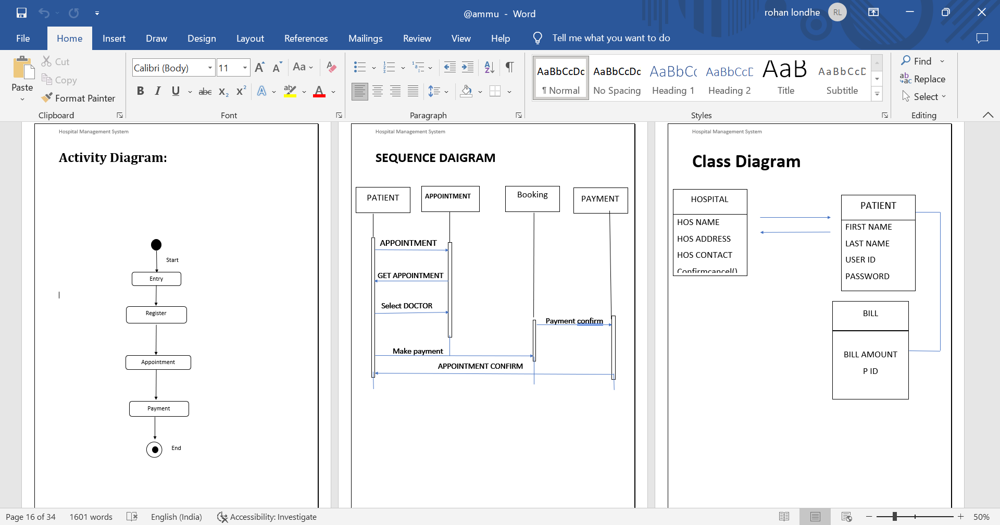 @ammu - Word
rohan londhe
RL
File
Home
Insert
Draw
Design
Layout
References
Mailings
Review
View
Help
Tell me what you want to do
Paste
Cut
Copy
Format Painter
Clipboard
Calibri (Body)
11
Font
Paragraph
AaBbCcDc
¶ Normal
AaBbCcDc
No Spacing
AaBbCc
Heading 1
AaBbCcD
Heading 2
AaB
Title
AaBbCcD
Subtitle
Styles
Find
Replace
Select
Editing
Hospital Management System
Activity Diagram:
Start
Entry
Register
Appointment
Payment
End
Hospital Management System
SEQUENCE DAIGRAM
PATIENT
APPOINTMENT
Booking
PAYMENT
APPOINTMENT
GET APPOINTMENT
Select DOCTOR
Payment confirm
Make payment
APPOINTMENT CONFIRM
Hospital Management System
Class Diagram
HOSPITAL
HOS NAME
HOS ADDRESS
HOS CONTACT
Confirmcancel()
PATIENT
FIRST NAME
LAST NAME
USER ID
PASSWORD
BILL
BILL AMOUNT
P ID
Page 16 of 34
1601 words
English (India)
Accessibility: Investigate
50%